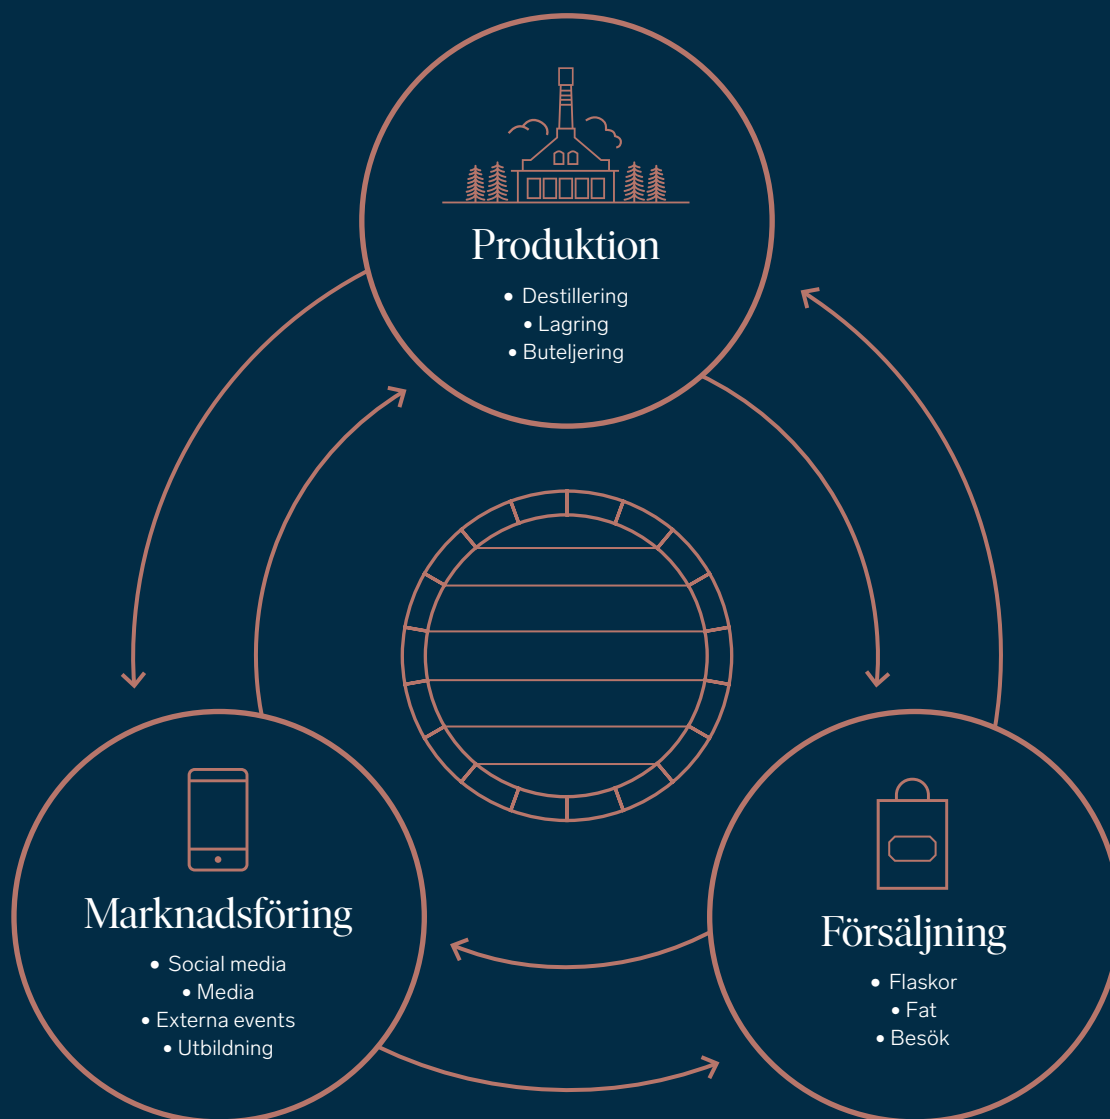 Produktion
• Destillering
• Lagring
• Buteljering
Marknadsföring
• Social media
• Media
• Externa events
• Utbildning
Försäljning
• Flaskor
• Fat
• Besök